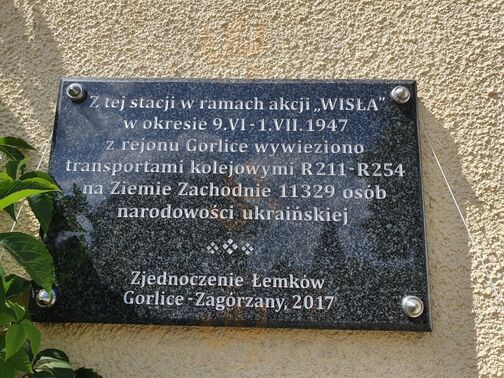 Z tej stacji w ramach akcji „WISŁA"
w okresie 9.VI-1.VII.1947
z rejonu Gorlice wywieziono
transportami kolejowymi R211-R254
na Ziemie Zachodnie 11329 osób
narodowości ukraińskiej
Zjednoczenie Łemków
Gorlice-Zagórzany, 2017